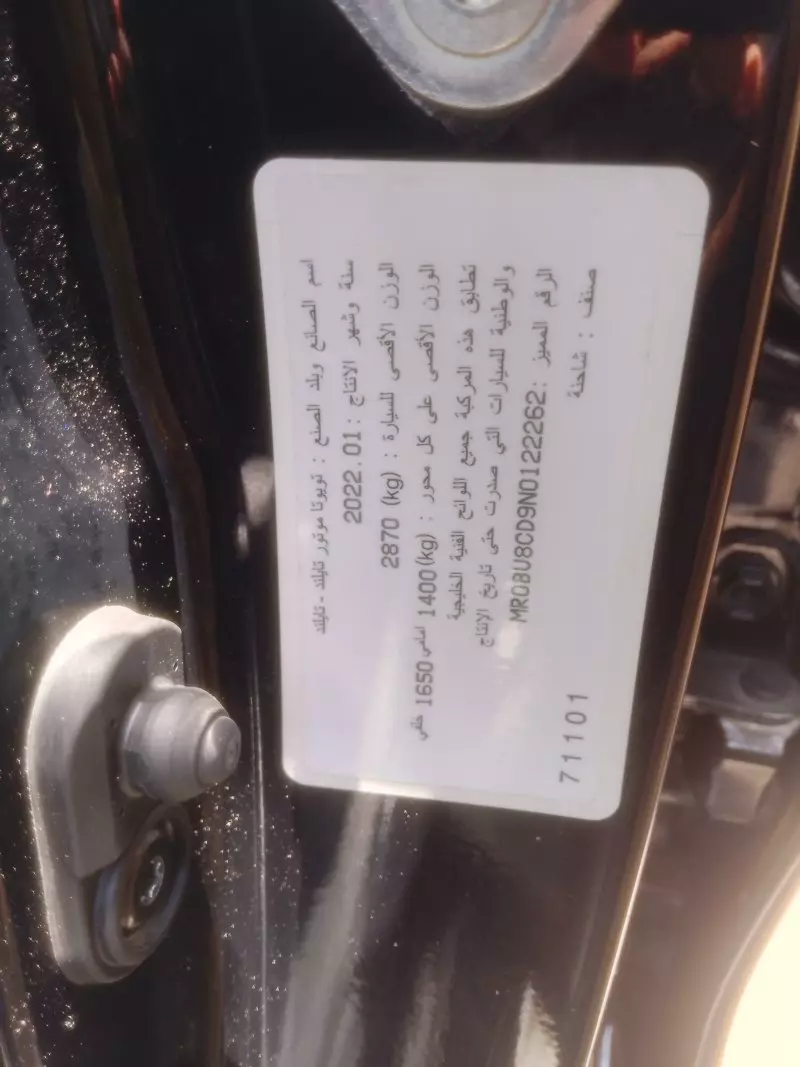 اسم الصانع وبلد الصنع : تويوتا موتور تايلند - تايلند
سنة وشهر الانتاج : 2022.01
الوزن الأقصى للسيارة : 2870 (kg)
الوزن الأقصى على كل محور : 1400(kg) امامي 1650 خلفي
تطابق هذه المركبة جميع اللوائح الفنية الخليجية
والوطنية للسيارات التي صدرت حتى تاريخ الإنتاج
الرقم المميز :MR0BU8CD9N0122262
صنف : شاحنة
71101